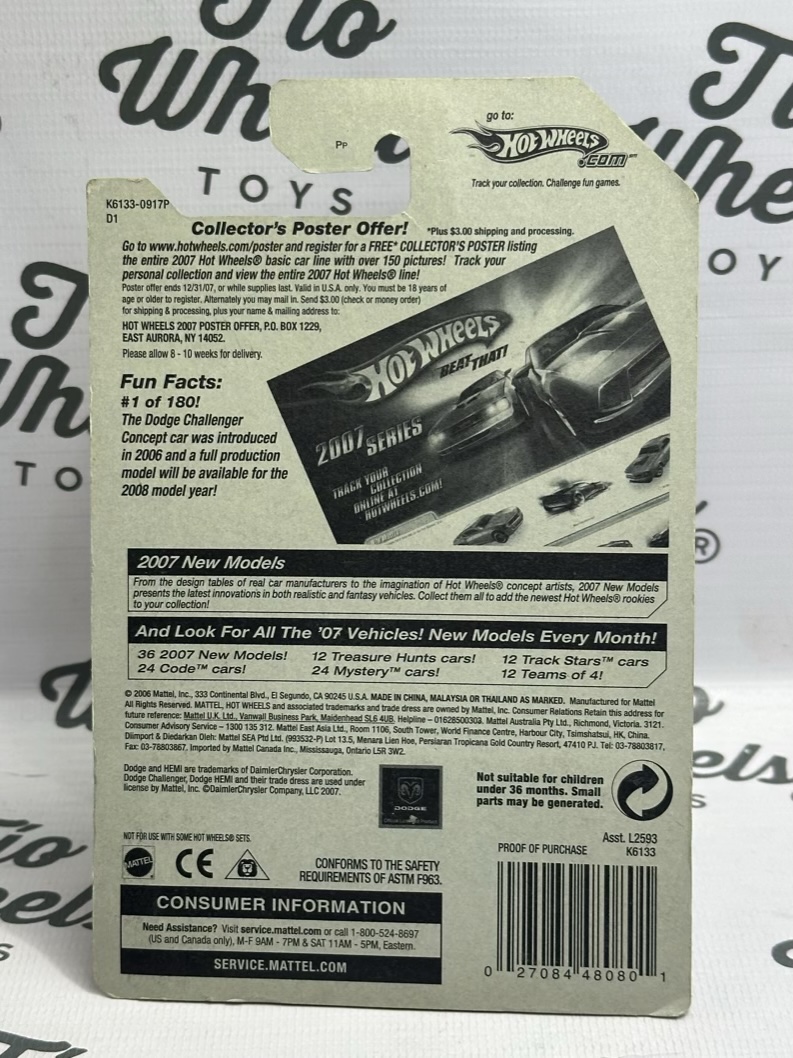 Tio
Wh
TOYS
PP
go to:
HOT WHEELS
.COM
Track your collection. Challenge fun games.
K6133-0917P
D1
Collector's Poster Offer! *Plus $3.00 shipping and processing.
Go to www.hotwheels.com/poster and register for a FREE* COLLECTOR'S POSTER listing
the entire 2007 Hot Wheels® basic car line with over 150 pictures! Track your
personal collection and view the entire 2007 Hot Wheels® line!
Poster offer ends 12/31/07, or while supplies last. Valid in U.S.A. only. You must be 18 years of
age or older to register. Alternately you may mail in. Send $3.00 (check or money order)
for shipping & processing, plus your name & mailing address to:
HOT WHEELS 2007 POSTER OFFER, P.O. BOX 1229,
EAST AURORA, NY 14052.
Please allow 8 - 10 weeks for delivery.
HOT WHEELS
BEAT THAT!
2007 SERIES
TRACK YOUR
COLLECTION
ONLINE AT
HOTWHEELS.COM!
Fun Facts:
#1 of 180!
The Dodge Challenger
Concept car was introduced
in 2006 and a full production
model will be available for the
2008 model year!
2007 New Models
From the design tables of real car manufacturers to the imagination of Hot Wheels® concept artists, 2007 New Models
presents the latest innovations in both realistic and fantasy vehicles. Collect them all to add the newest Hot Wheels® rookies
to your collection!
And Look For All The '07 Vehicles! New Models Every Month!
36 2007 New Models! 12 Treasure Hunts cars! 12 Track Stars™ cars
24 Code™ cars! 24 Mystery™ cars! 12 Teams of 4!
© 2006 Mattel, Inc., 333 Continental Blvd., El Segundo, CA 90245 U.S.A. MADE IN CHINA, MALAYSIA OR THAILAND AS MARKED. Manufactured for Mattel
All Rights Reserved. MATTEL, HOT WHEELS and associated trademarks and trade dress are owned by Mattel, Inc. Consumer Relations Retain this address for
future reference: Mattel U.K. Ltd., Vanwall Business Park, Maidenhead SL6 4UB. Helpline – 01628500303. Mattel Australia Pty Ltd., Richmond, Victoria. 3121.
Consumer Advisory Service – 1300 135 312. Mattel East Asia Ltd., Room 1106, South Tower, World Finance Centre, Harbour City, Tsimshatsui, HK, China.
Diimport & Diedarkan Oleh: Mattel SEA Ptd Ltd. (993532-P) Lot 13.5, Menara Lien Hoe, Persiaran Tropicana Gold Country Resort, 47410 PJ. Tel: 03-78803817,
Fax: 03-78803867. Imported by Mattel Canada Inc., Mississauga, Ontario L5R 3W2.
Dodge and HEMI are trademarks of DaimlerChrysler Corporation.
Dodge Challenger, Dodge HEMI and their trade dress are used under
license by Mattel, Inc. ©DaimlerChrysler Company, LLC 2007.
DODGE
Not suitable for children
under 36 months. Small
parts may be generated.
NOT FOR USE WITH SOME HOT WHEELS® SETS.
MATTEL
CE
CONFORMS TO THE SAFETY
REQUIREMENTS OF ASTM F963.
Asst. L2593
PROOF OF PURCHASE K6133
CONSUMER INFORMATION
Need Assistance? Visit service.mattel.com or call 1-800-524-8697
(US and Canada only), M-F 9AM - 7PM & SAT 11AM - 5PM, Eastern.
SERVICE.MATTEL.COM
0 27084 48080 1